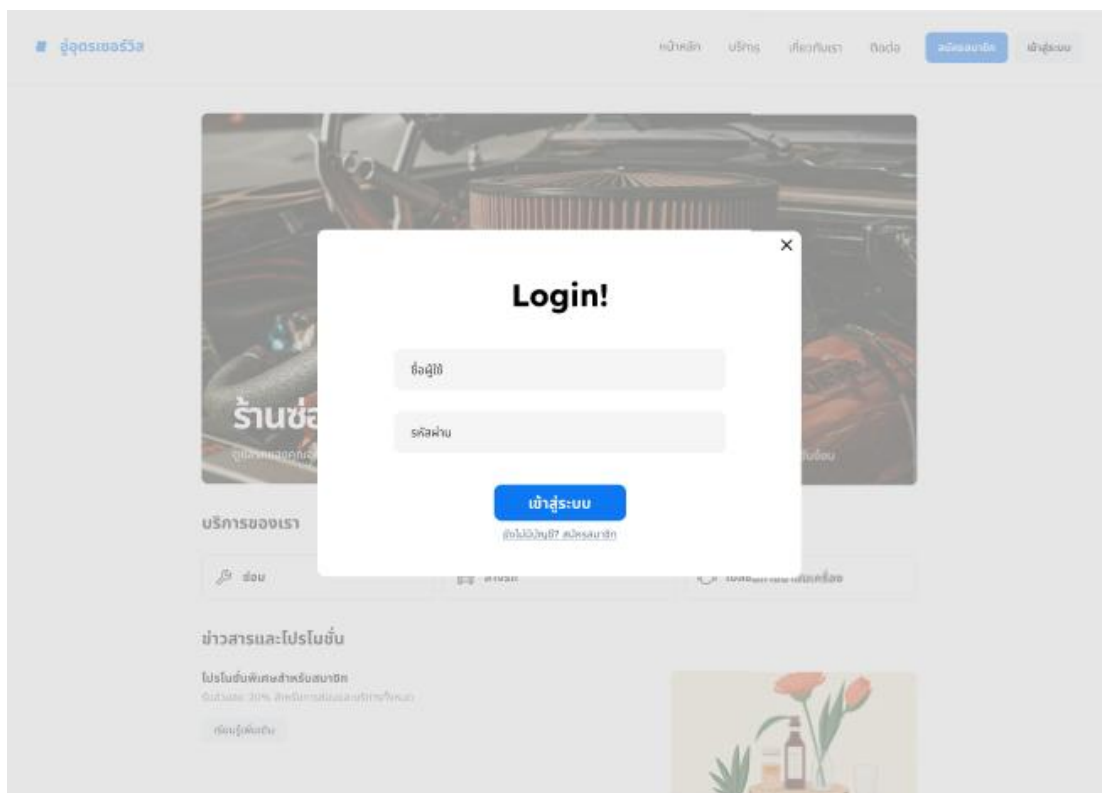 อู่อุดรเซอร์วิส
หน้าหลัก บริการ เกี่ยวกับเรา ติดต่อ สมัครสมาชิก เข้าสู่ระบบ
Login!
ชื่อผู้ใช้
ร้านซ่อ
รหัสผ่าน
เข้าสู่ระบบ
ยังไม่มีบัญชี? สมัครสมาชิก
บริการของเรา
ซ่อม ล้างรถ
ข่าวสารและโปรโมชั่น
โปรโมชั่นพิเศษสำหรับสมาชิก
เรียนรู้เพิ่มเติม